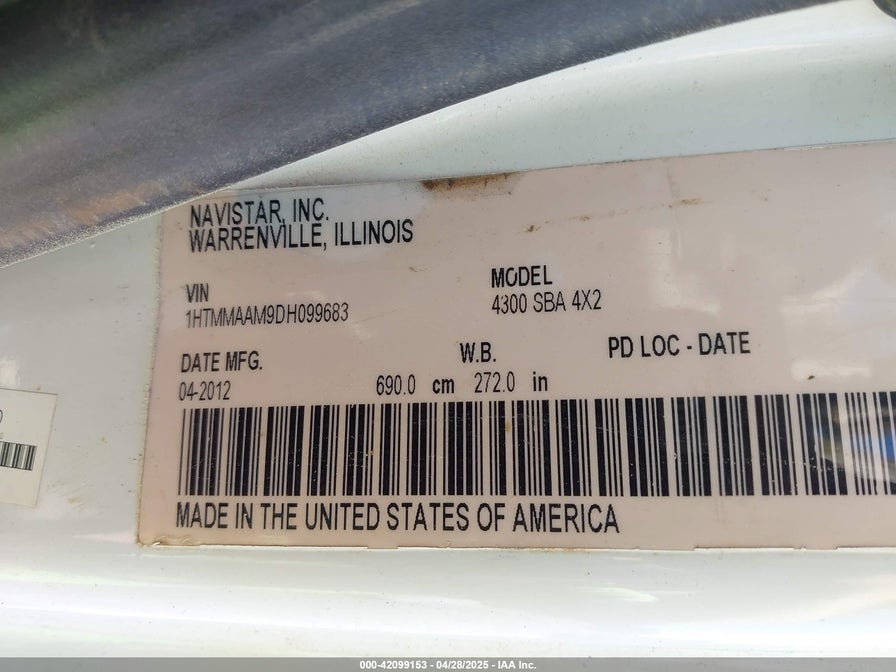 NAVISTAR, INC.
WARRENVILLE, ILLINOIS
VIN
MODEL
1HTMMAAM9DH099683
4300 SBA 4X2
DATE MFG.
W.B.
PD LOC - DATE
04-2012
690.0 cm 272.0 in
MADE IN THE UNITED STATES OF AMERICA
000-42099153 - 04/28/2025 - IAA Inc.